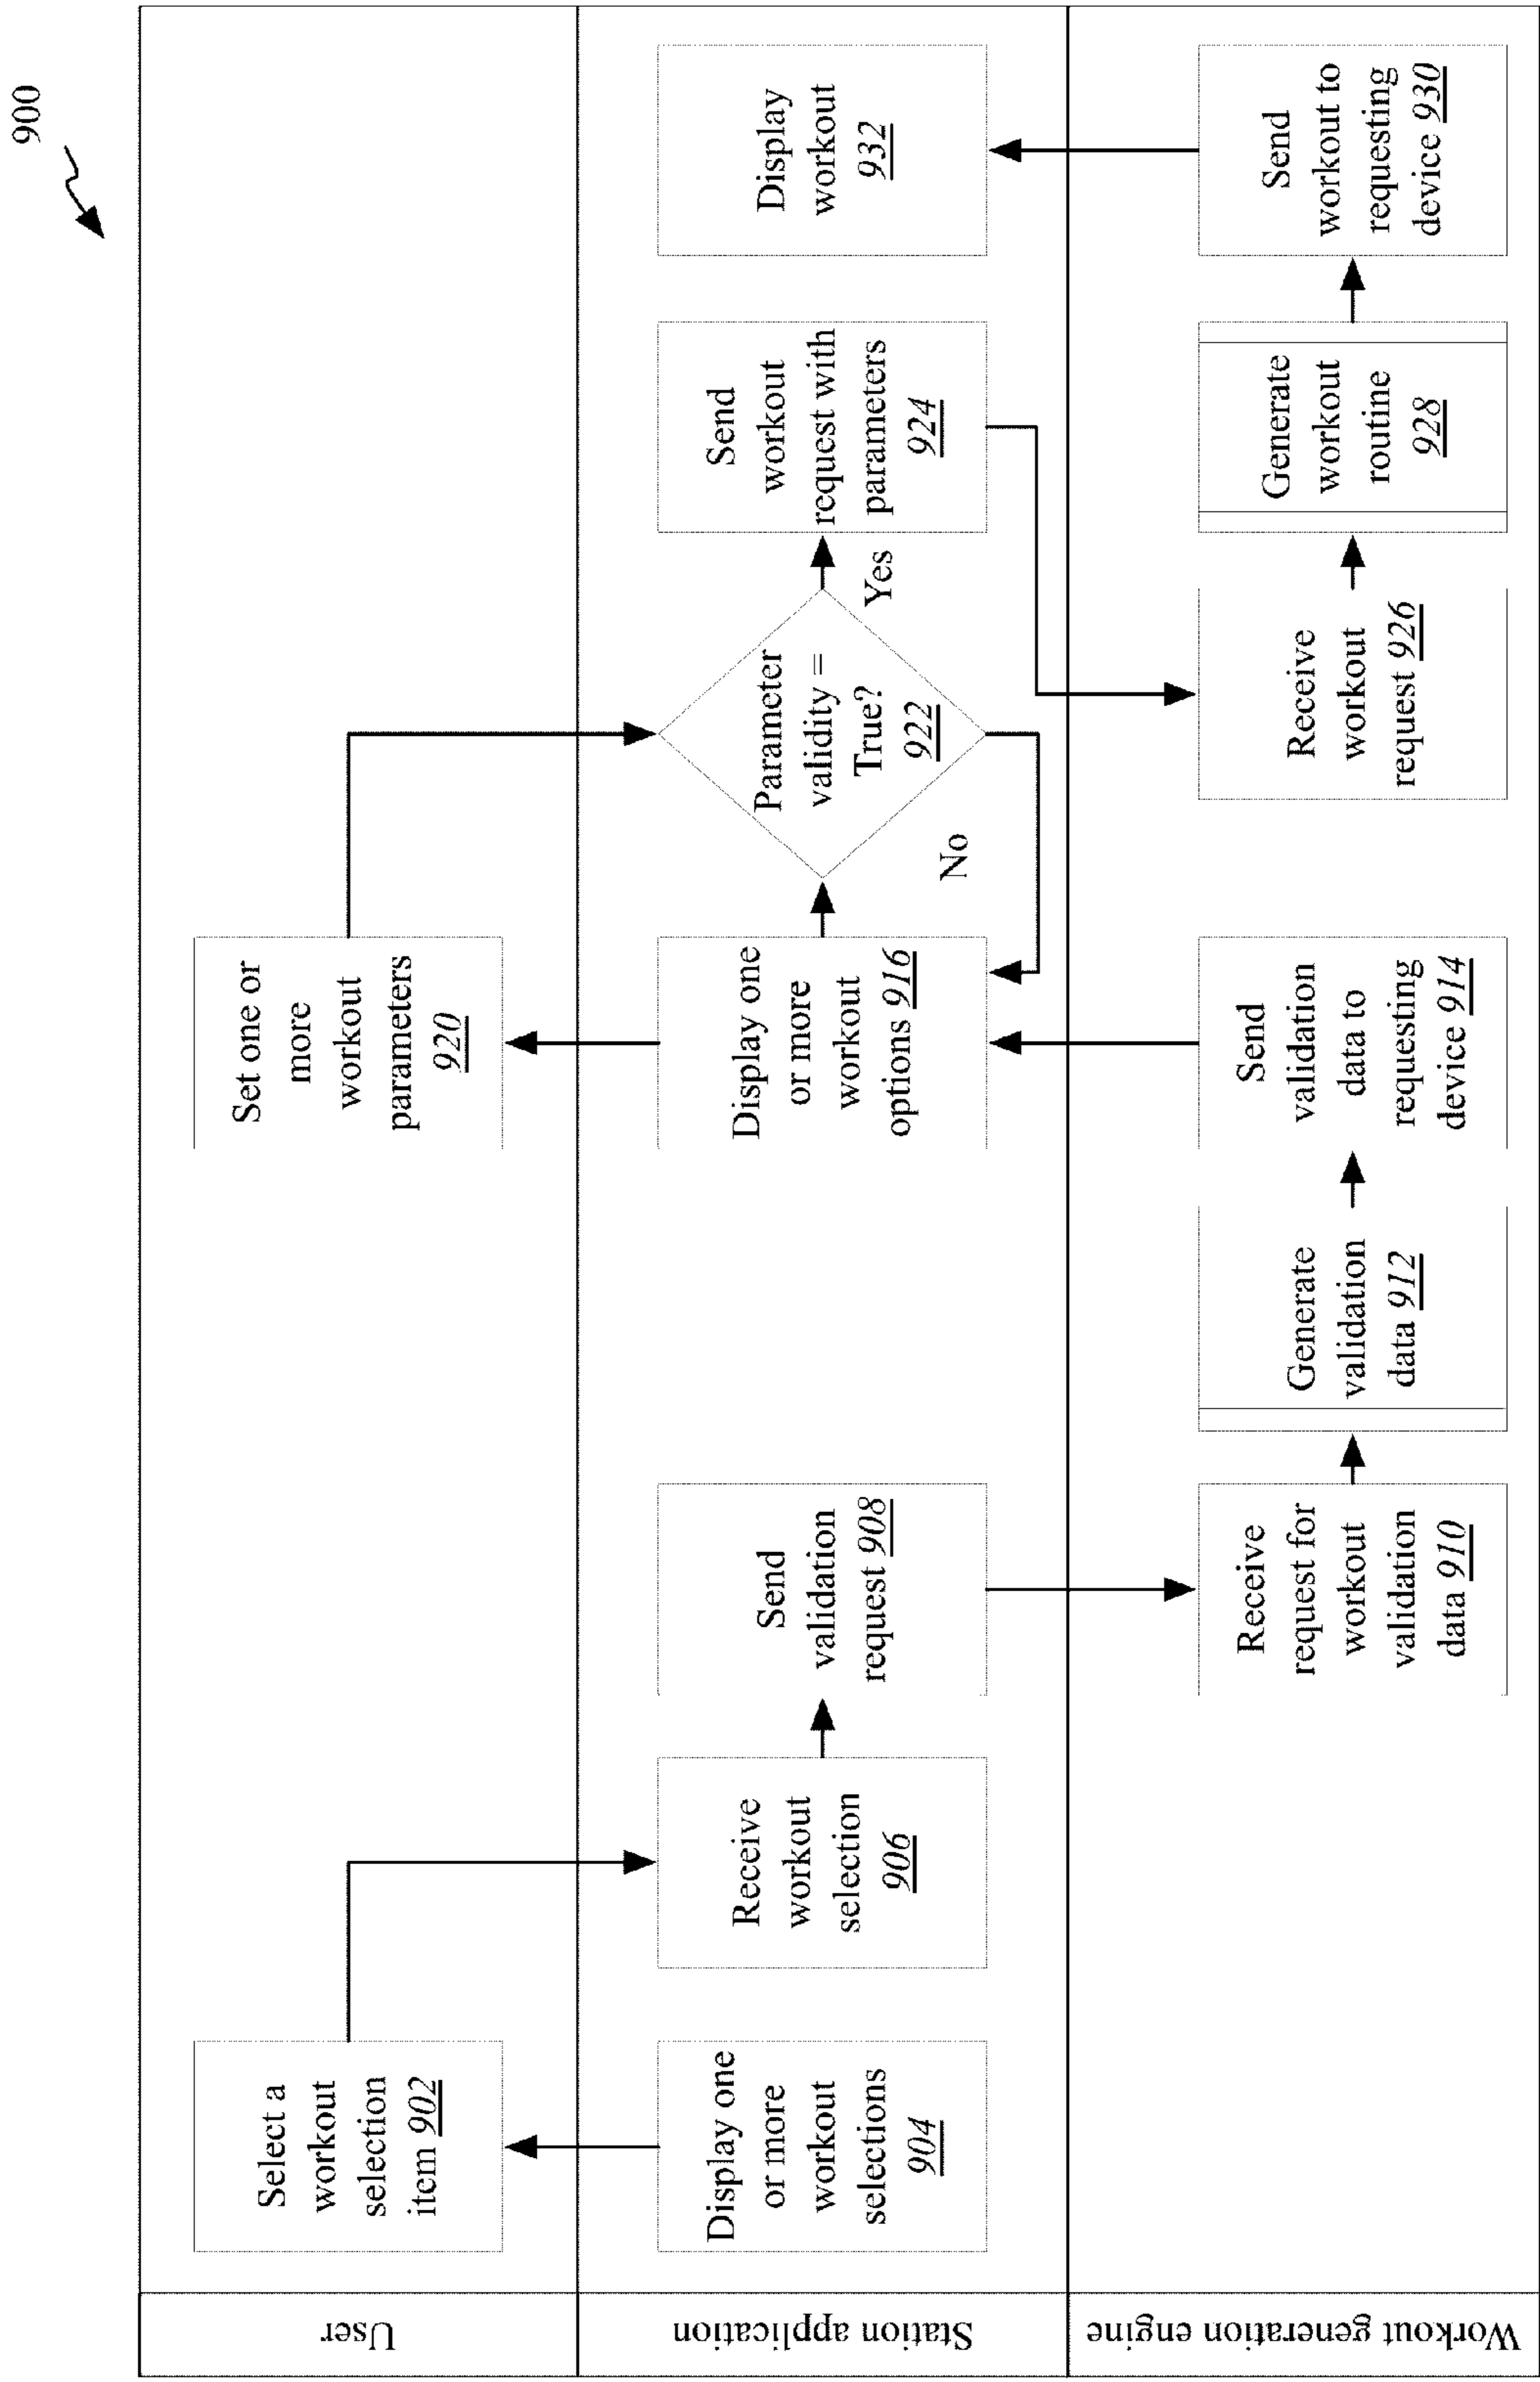 900
User
Select a
workout
selection
item 902
Set one or
more
workout
parameters
920
Station application
Display one
or more
workout
selections
904
Receive
workout
selection
906
Send
validation
request 908
Display one
or more
workout
options 916
Parameter
validity =
True?
922
Yes
No
Send
workout
request with
parameters
924
Display
workout
932
Workout generation engine
Receive
request for
workout
validation
data 910
Generate
validation
data 912
Send
validation
data to
requesting
device 914
Receive
workout
request 926
Generate
workout
routine
928
Send
workout to
requesting
device 930